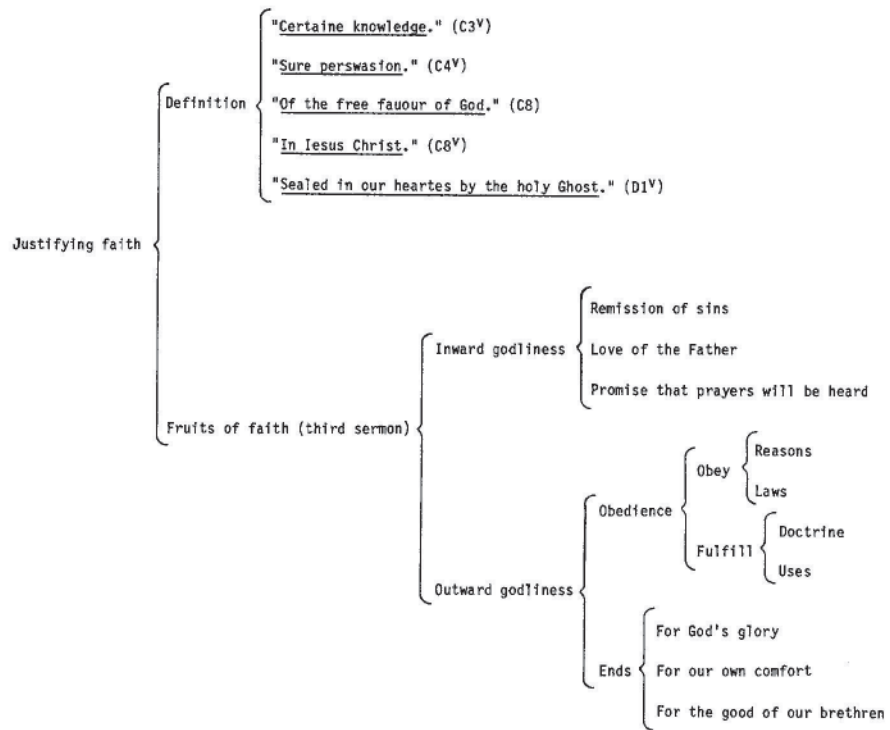 "Certaine knowledge." (C3ⱽ)
"Sure perswasion." (C4ⱽ)
Definition
"Of the free fauour of God." (C8)
"In Iesus Christ." (C8ⱽ)
"Sealed in our heartes by the holy Ghost." (D1ⱽ)
Justifying faith
Remission of sins
Inward godliness
Love of the Father
Promise that prayers will be heard
Fruits of faith (third sermon)
Reasons
Obey
Laws
Obedience
Doctrine
Fulfill
Uses
Outward godliness
For God's glory
Ends
For our own comfort
For the good of our brethren